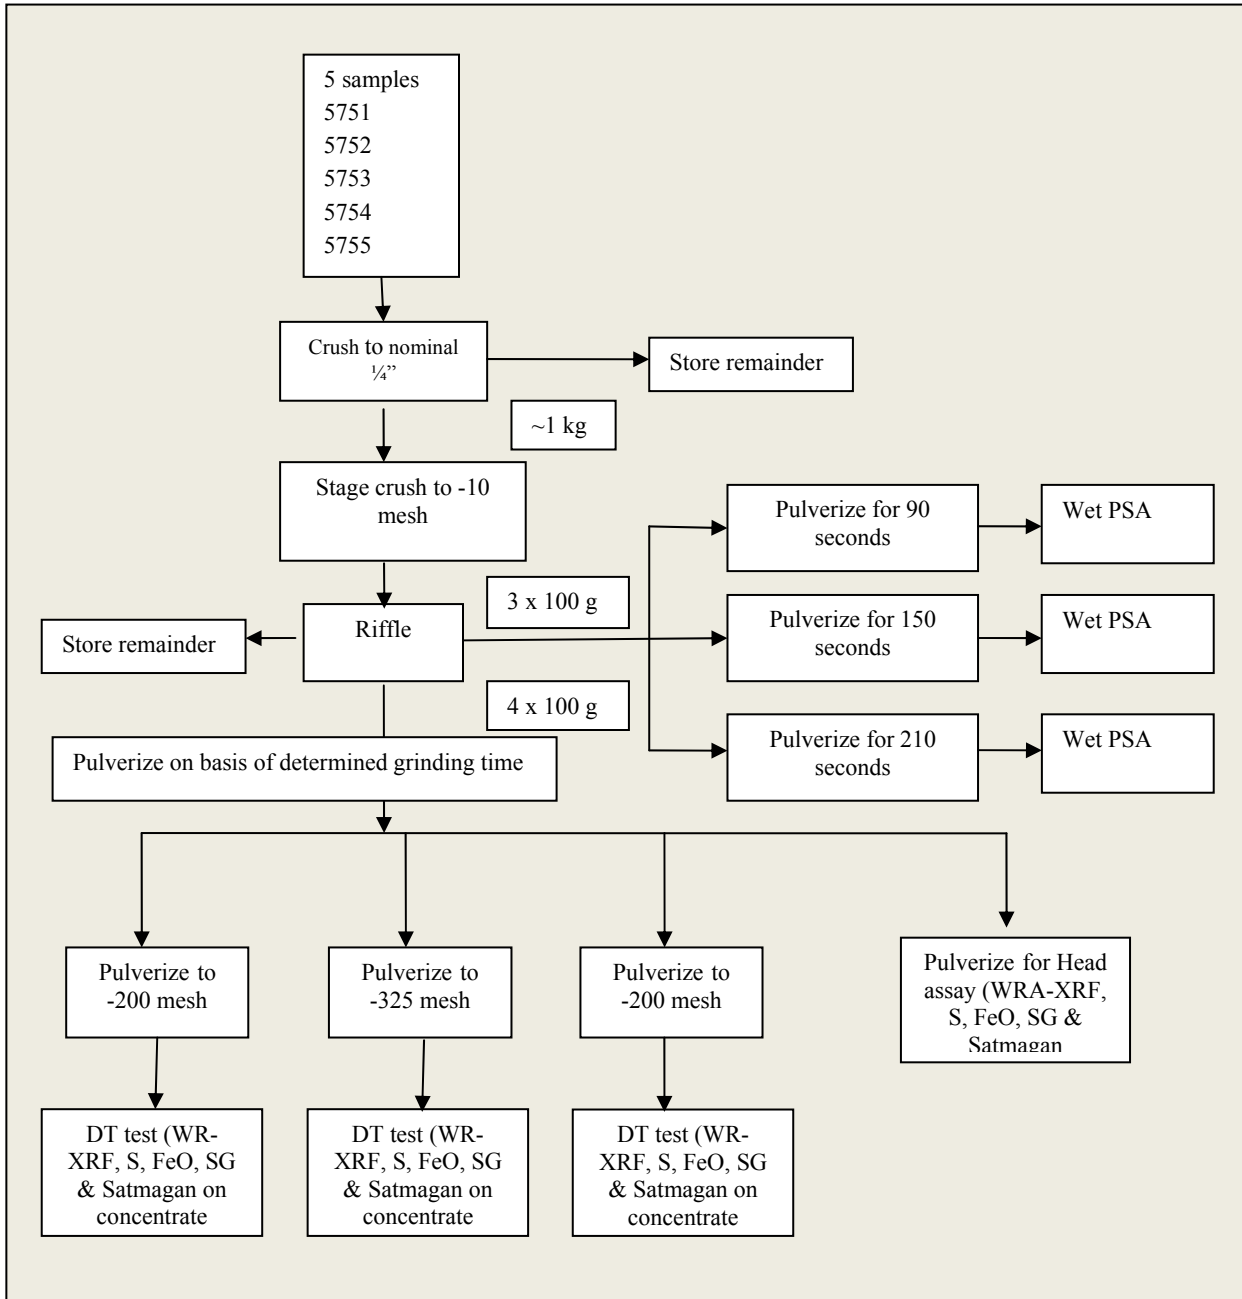 5 samples
5751
5752
5753
5754
5755
Crush to nominal
¼”
Store remainder
~1 kg
Stage crush to -10
mesh
Pulverize for 90
seconds
Wet PSA
3 x 100 g
Riffle
Store remainder
Pulverize for 150
seconds
Wet PSA
4 x 100 g
Pulverize for 210
seconds
Wet PSA
Pulverize on basis of determined grinding time
Pulverize to
-200 mesh
Pulverize to
-325 mesh
Pulverize to
-200 mesh
Pulverize for Head
assay (WRA-XRF,
S, FeO, SG &
Satmagan
DT test (WR-
XRF, S, FeO, SG
& Satmagan on
concentrate
DT test (WR-
XRF, S, FeO, SG
& Satmagan on
concentrate
DT test (WR-
XRF, S, FeO, SG
& Satmagan on
concentrate